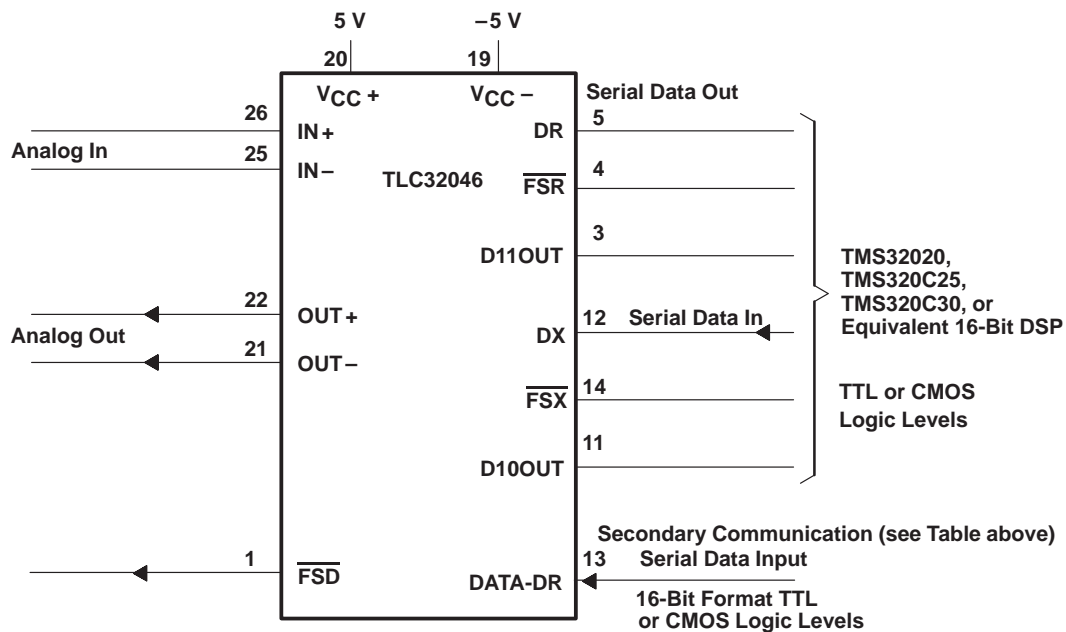 5 V
–5 V
20
19
VCC +
VCC –
Serial Data Out
26
IN +
DR
5
Analog In
25
IN –
TLC32046
FSR
4
D11OUT
3
TMS32020,
TMS320C25,
TMS320C30, or
Equivalent 16-Bit DSP
22
OUT +
DX
12
Serial Data In
Analog Out
21
OUT –
FSX
14
TTL or CMOS
Logic Levels
D10OUT
11
Secondary Communication (see Table above)
1
FSD
DATA-DR
13
Serial Data Input
16-Bit Format TTL
or CMOS Logic Levels